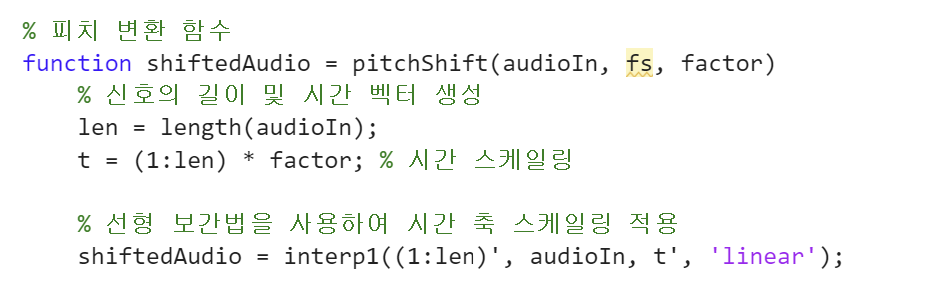 % 피치 변환 함수
function shiftedAudio = pitchShift(audioIn, fs, factor)
% 신호의 길이 및 시간 벡터 생성
len = length(audioIn);
t = (1:len) * factor; % 시간 스케일링
% 선형 보간법을 사용하여 시간 축 스케일링 적용
shiftedAudio = interp1((1:len)', audioIn, t', 'linear');